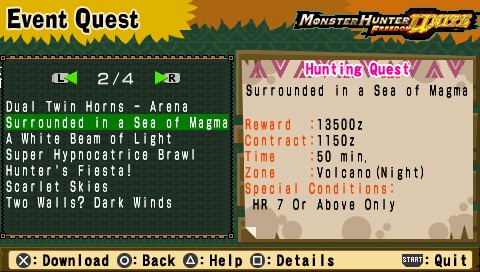 Event Quest
MONSTER HUNTER
FREEDOM UNITE
L 2/4 R
Dual Twin Horns - Arena
Surrounded in a Sea of Magma
A White Beam of Light
Super Hypnocatrice Brawl
Hunter's Fiesta!
Scarlet Skies
Two Walls? Dark Winds
Hunting Quest
Surrounded in a Sea of Magma
Reward :13500z
Contract:1150z
Time :50 min.
Zone :Volcano(Night)
Special Conditions:
HR 7 Or Above Only
X:Download O:Back △:Help □:Details START:Quit